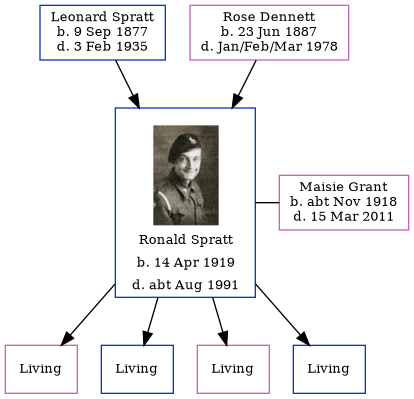 Leonard Spratt
b. 9 Sep 1877
d. 3 Feb 1935
Rose Dennett
b. 23 Jun 1887
d. Jan/Feb/Mar 1978
Ronald Spratt
b. 14 Apr 1919
d. abt Aug 1991
Maisie Grant
b. abt Nov 1918
d. 15 Mar 2011
Living
Living
Living
Living